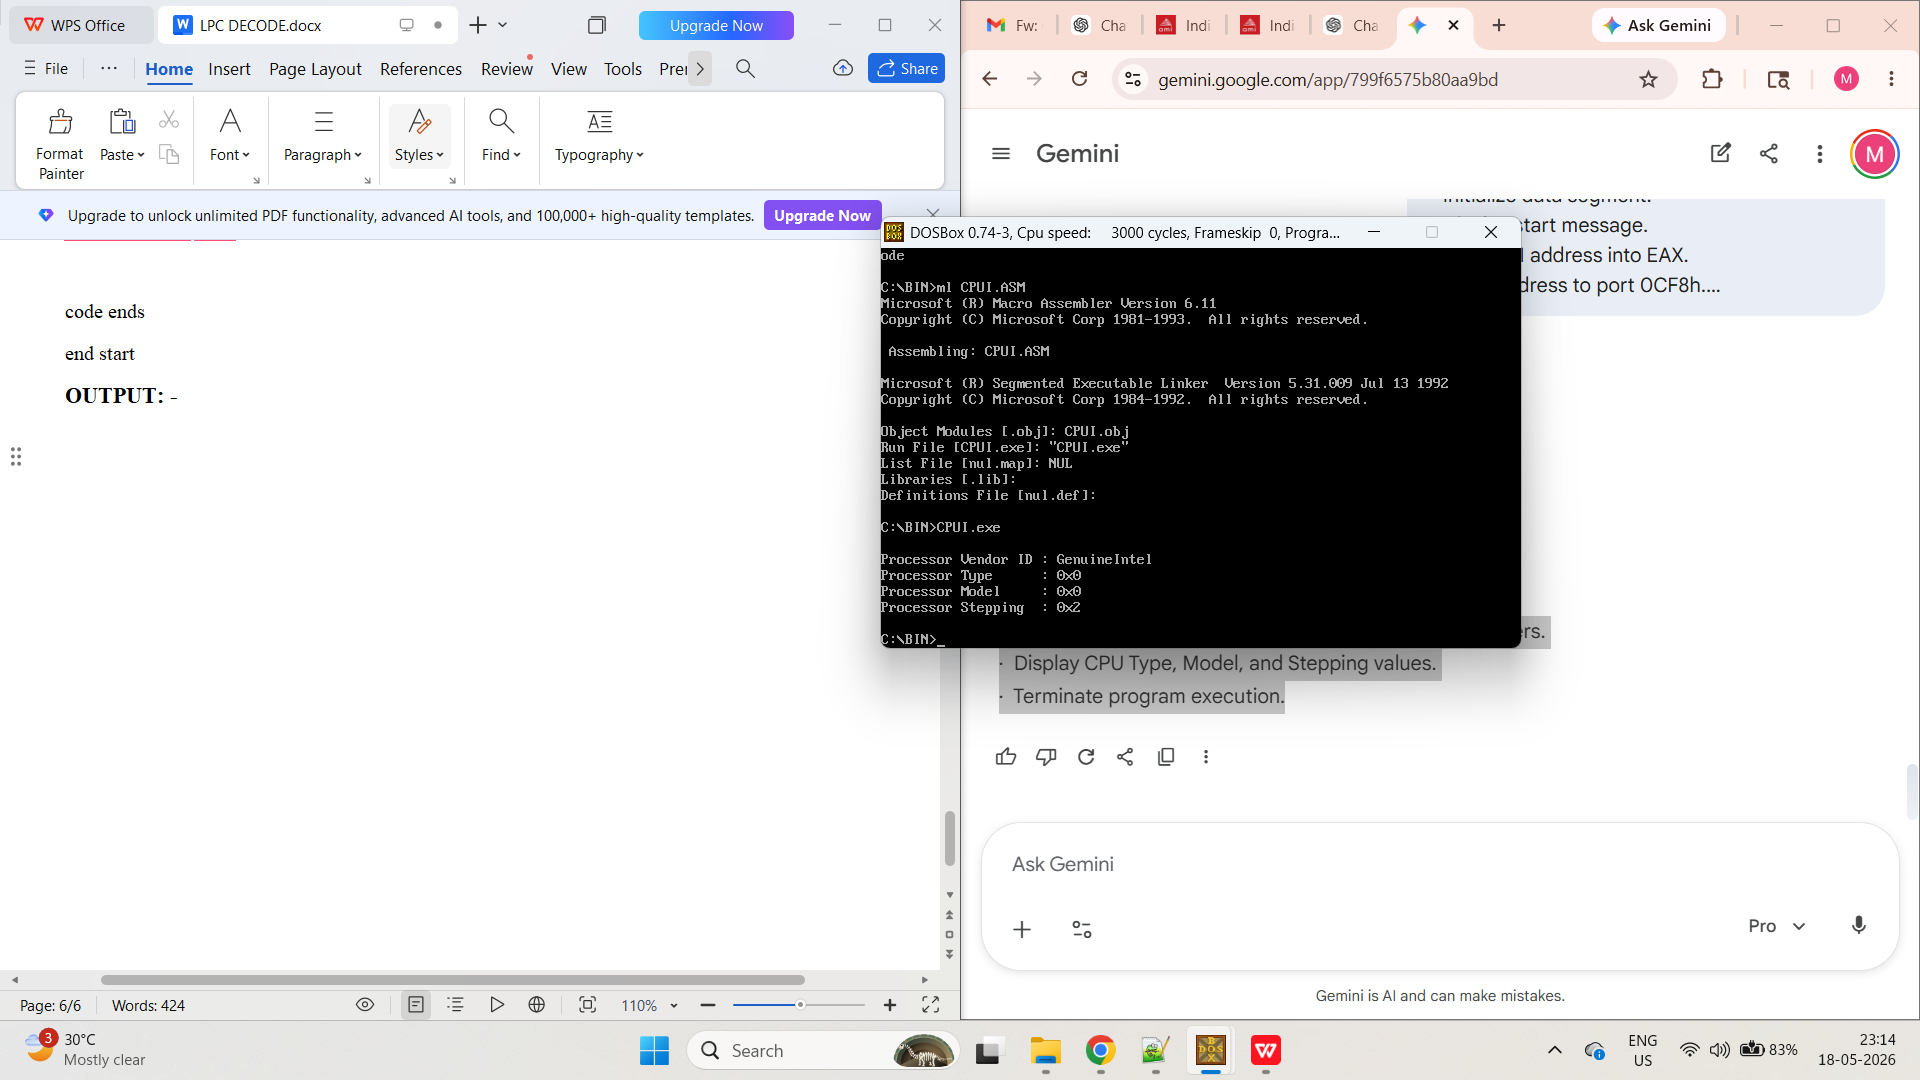 WPS Office
LPC DECODE.docx
Upgrade Now
File
Home
Insert
Page Layout
References
Review
View
Tools
Share
Format
Painter
Paste
Font
Paragraph
Styles
Find
Typography
Upgrade to unlock unlimited PDF functionality, advanced AI tools, and 100,000+ high-quality templates.
Upgrade Now
code ends
end start
OUTPUT: -
Page: 6/6
Words: 424
110%
Fw:
Cha
Indi
Indi
Cha
Ask Gemini
gemini.google.com/app/799f6575b80aa9bd
M
Gemini
M
initialize data segment.
tart message.
address into EAX.
dress to port 0CF8h....
DOSBox 0.74-3, Cpu speed: 3000 cycles, Frameskip 0, Progra...
ode
C:\BIN>ml CPUI.ASM
Microsoft (R) Macro Assembler Version 6.11
Copyright (C) Microsoft Corp 1981-1993. All rights reserved.
Assembling: CPUI.ASM
Microsoft (R) Segmented Executable Linker Version 5.31.009 Jul 13 1992
Copyright (C) Microsoft Corp 1984-1992. All rights reserved.
Object Modules [.obj]: CPUI.obj
Run File [CPUI.exe]: "CPUI.exe"
List File [nul.map]: NUL
Libraries [.lib]:
Definitions File [nul.def]:
C:\BIN>CPUI.exe
Processor Vendor ID : GenuineIntel
Processor Type : 0x0
Processor Model : 0x0
Processor Stepping : 0x2
C:\BIN>_
ers.
· Display CPU Type, Model, and Stepping values.
· Terminate program execution.
Ask Gemini
Pro
Gemini is AI and can make mistakes.
3
30°C
Mostly clear
Search
ENG
US
83%
23:14
18-05-2026